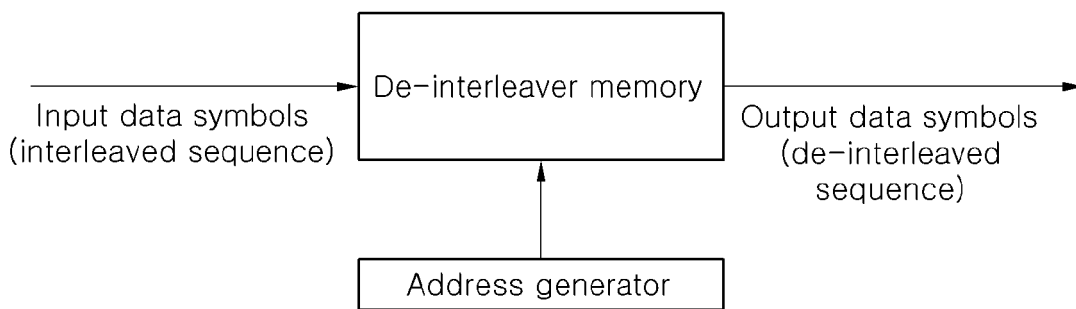 De-interleaver memory
Input data symbols
(interleaved sequence)
Output data symbols
(de-interleaved
sequence)
Address generator